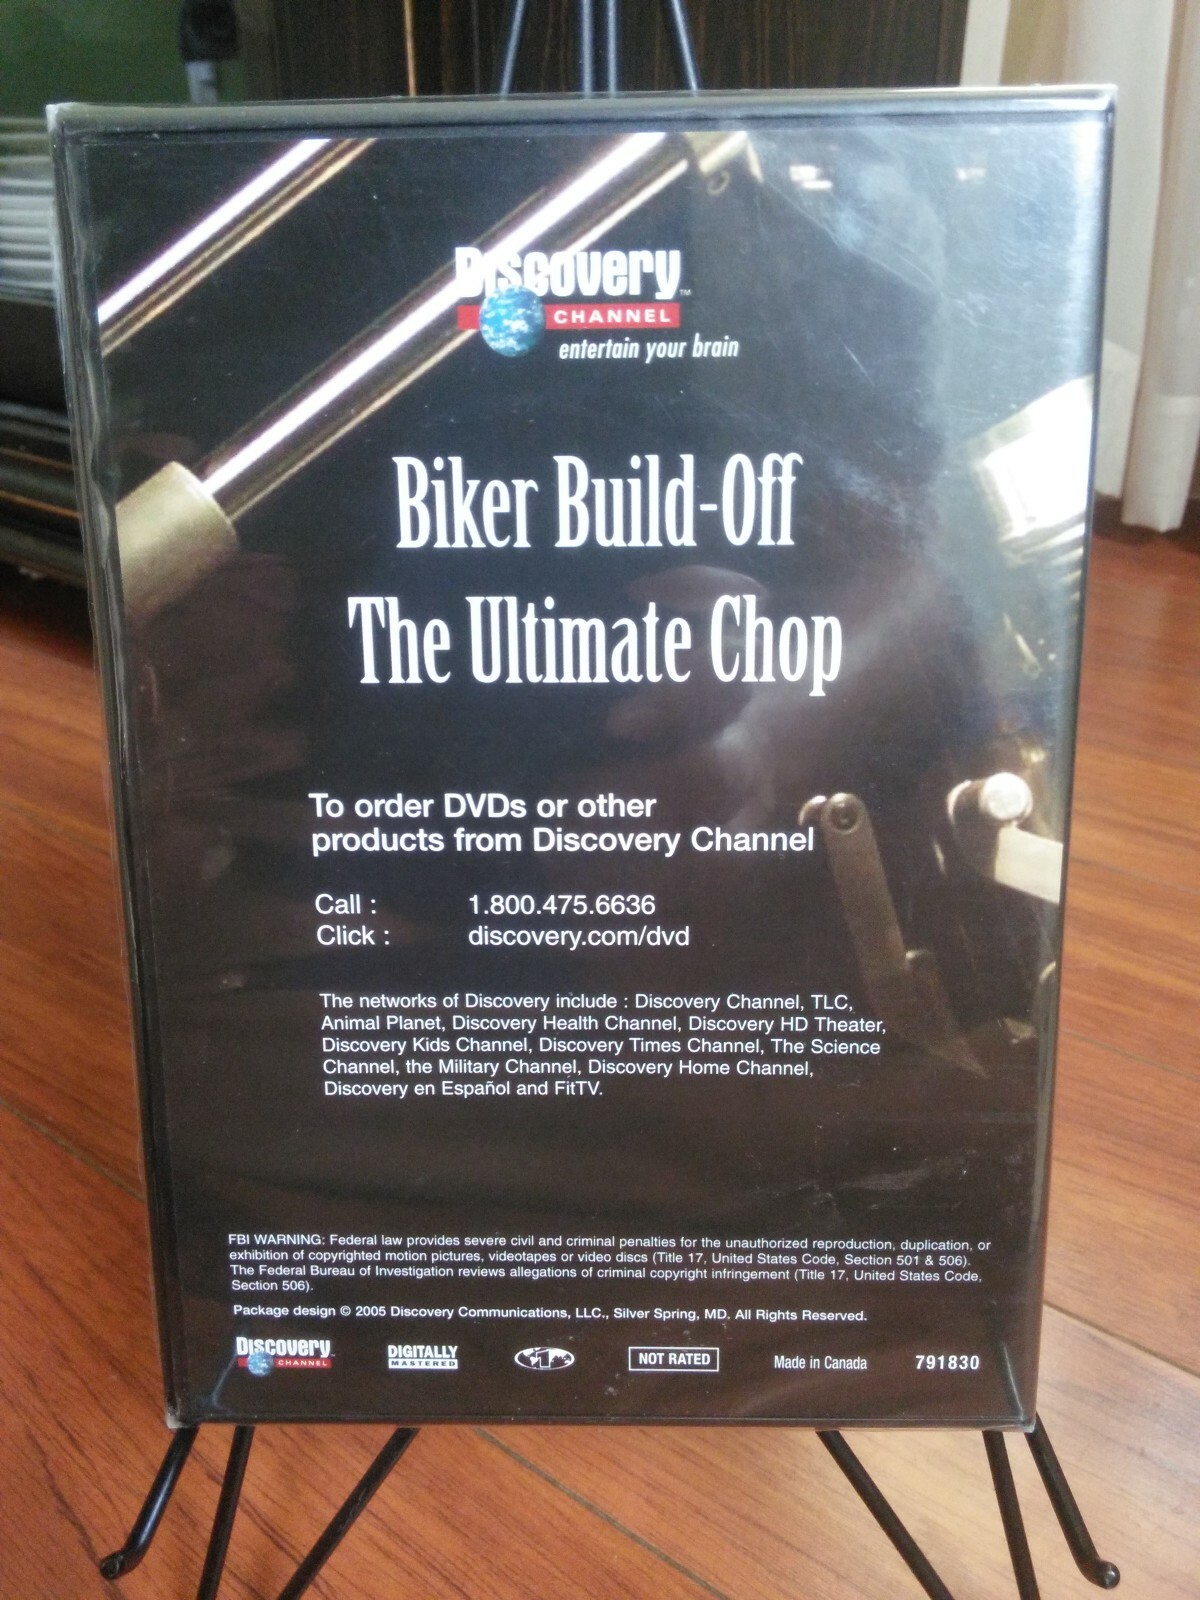 Discovery™
CHANNEL
entertain your brain
Biker Build-Off
The Ultimate Chop
To order DVDs or other
products from Discovery Channel
Call : 1.800.475.6636
Click : discovery.com/dvd
The networks of Discovery include : Discovery Channel, TLC,
Animal Planet, Discovery Health Channel, Discovery HD Theater,
Discovery Kids Channel, Discovery Times Channel, The Science
Channel, the Military Channel, Discovery Home Channel,
Discovery en Español and FitTV.
FBI WARNING: Federal law provides severe civil and criminal penalties for the unauthorized reproduction, duplication, or
exhibition of copyrighted motion pictures, videotapes or video discs (Title 17, United States Code, Section 501 & 506).
The Federal Bureau of Investigation reviews allegations of criminal copyright infringement (Title 17, United States Code,
Section 506).
Package design © 2005 Discovery Communications, LLC., Silver Spring, MD. All Rights Reserved.
Discovery
CHANNEL
DIGITALLY
MASTERED
1
NOT RATED
Made in Canada
791830